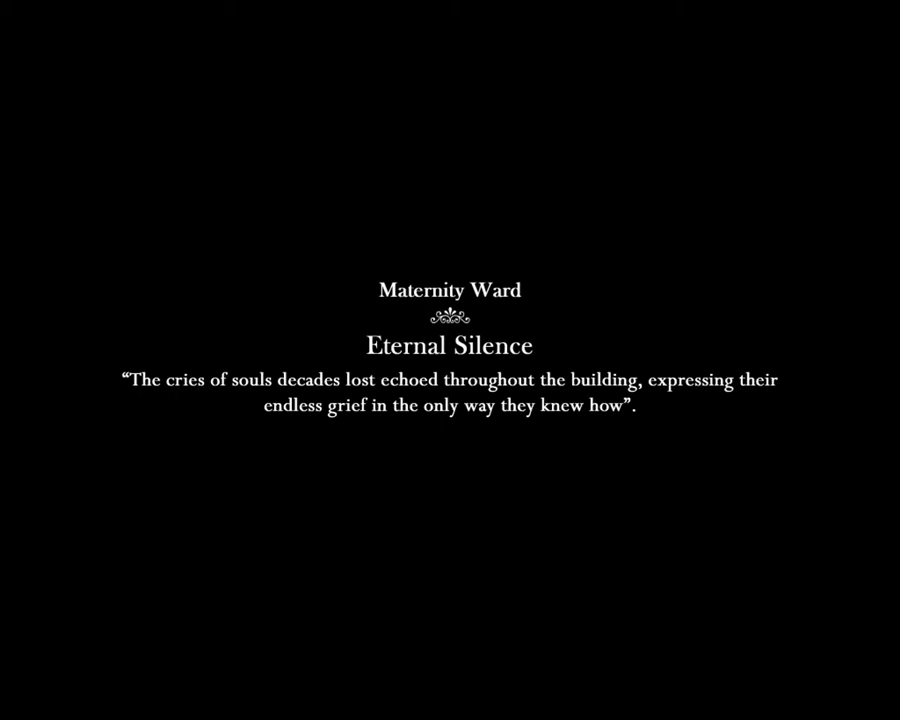 Maternity Ward
Eternal Silence
“The cries of souls decades lost echoed throughout the building, expressing their
endless grief in the only way they knew how”.